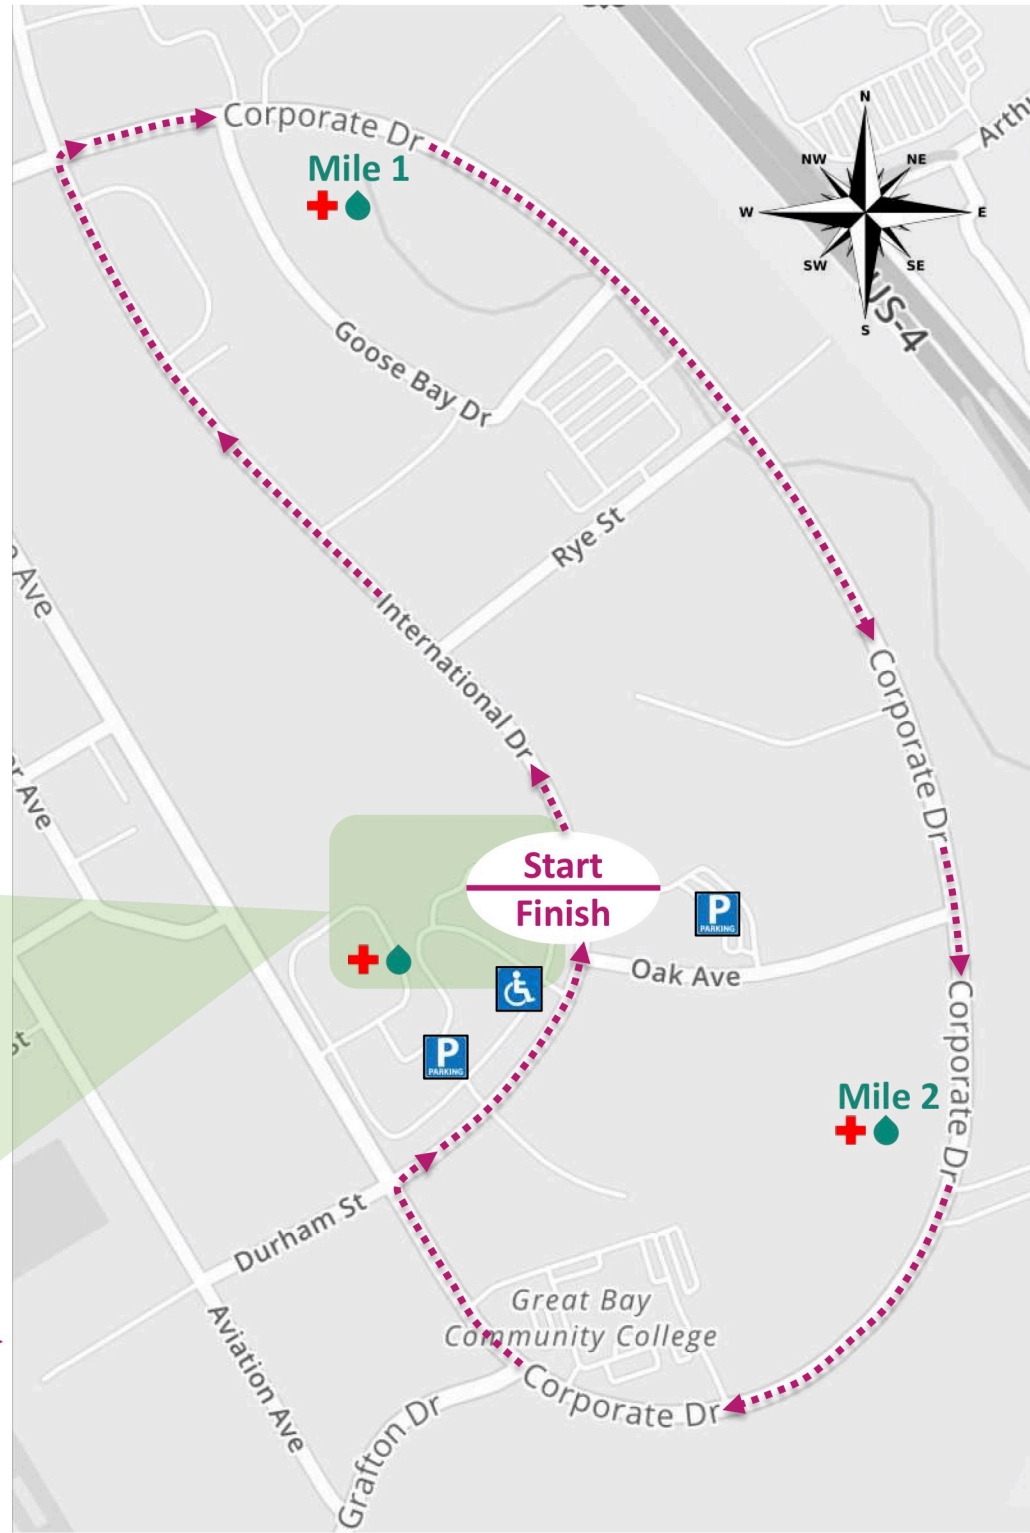 Corporate Dr
Mile 1
N
NW
NE
W
E
SW
SE
S
US-4
Goose Bay Dr
Rye St
Ave
International Dr
Corporate Dr
Ave
Start
Finish
P
PARKING
Oak Ave
P
PARKING
Corporate Dr
Mile 2
Durham St
Great Bay
Community College
Aviation Ave
Corporate Dr
Grafton Dr